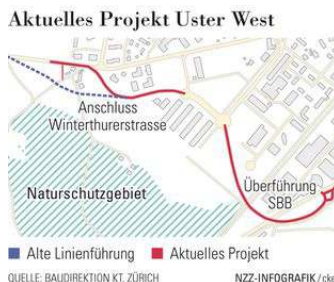 Aktuelles Projekt Uster West
Anschluss
Winterthurerstrasse
Naturschutzgebiet
Überführung
SBB
Alte Linienführung Aktuelles Projekt
QUELLE: BAUDIREKTION KT. ZÜRICH NZZ-INFOGRAFIK/cke